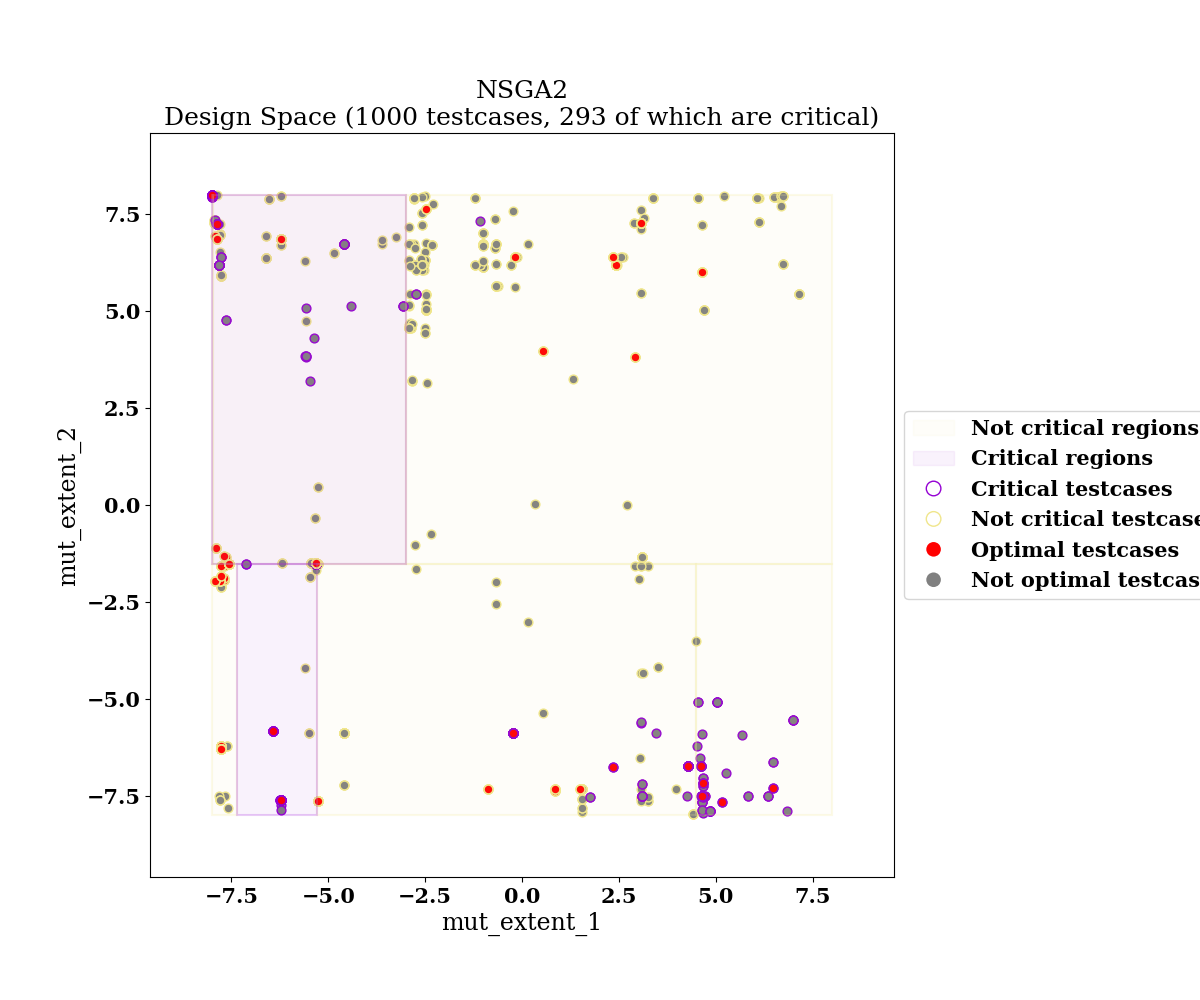 NSGA2
Design Space (1000 testcases, 293 of which are critical)
7.5
5.0
2.5
0.0
−2.5
−5.0
−7.5
mut_extent_2
−7.5 −5.0 −2.5 0.0 2.5 5.0 7.5
mut_extent_1
Not critical regions
Critical regions
Critical testcases
Not critical testcase
Optimal testcases
Not optimal testcas